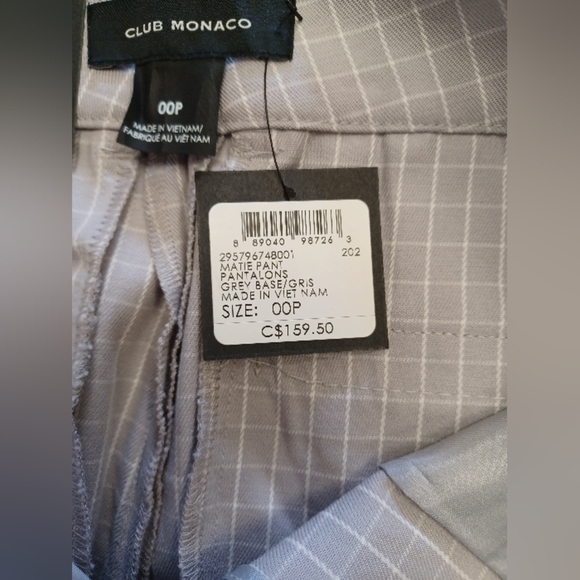 CLUB MONACO
00P
MADE IN VIETNAM/
FABRIQUÉ AU VIÊT NAM
8 89040 98726 3
295796748001 202
MATIE PANT
PANTALONS
GREY BASE/GRIS
MADE IN VIET NAM
SIZE: 00P
C$159.50